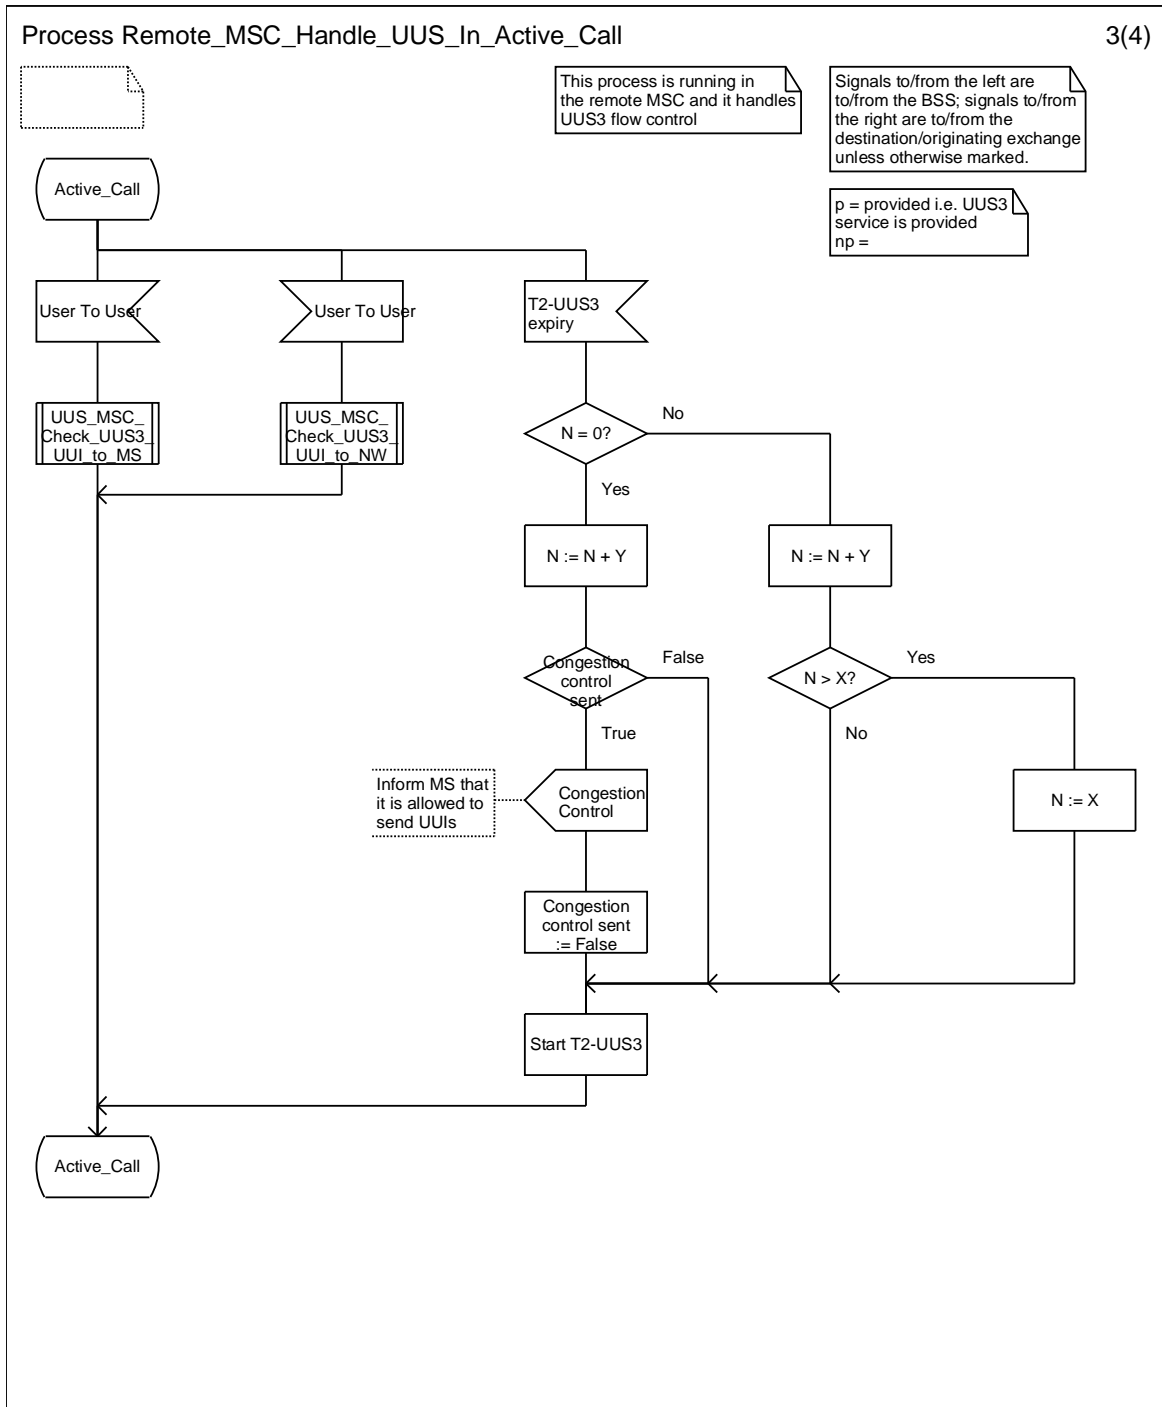 Process Remote_MSC_Handle_UUS_In_Active_Call
3(4)
This process is running in
the remote MSC and it handles
UUS3 flow control
Signals to/from the left are
to/from the BSS; signals to/from
the right are to/from the
destination/originating exchange
unless otherwise marked.
p = provided i.e. UUS3
service is provided
np =
Active_Call
User To User
User To User
T2-UUS3
expiry
UUS_MSC_
Check_UUS3_
UUI_to_MS
UUS_MSC_
Check_UUS3_
UUI_to_NW
N = 0?
No
Yes
N := N + Y
N := N + Y
Congestion
control
sent
False
True
N > X?
Yes
No
Inform MS that
it is allowed to
send UUIs
Congestion
Control
N := X
Congestion
control sent
:= False
Start T2-UUS3
Active_Call